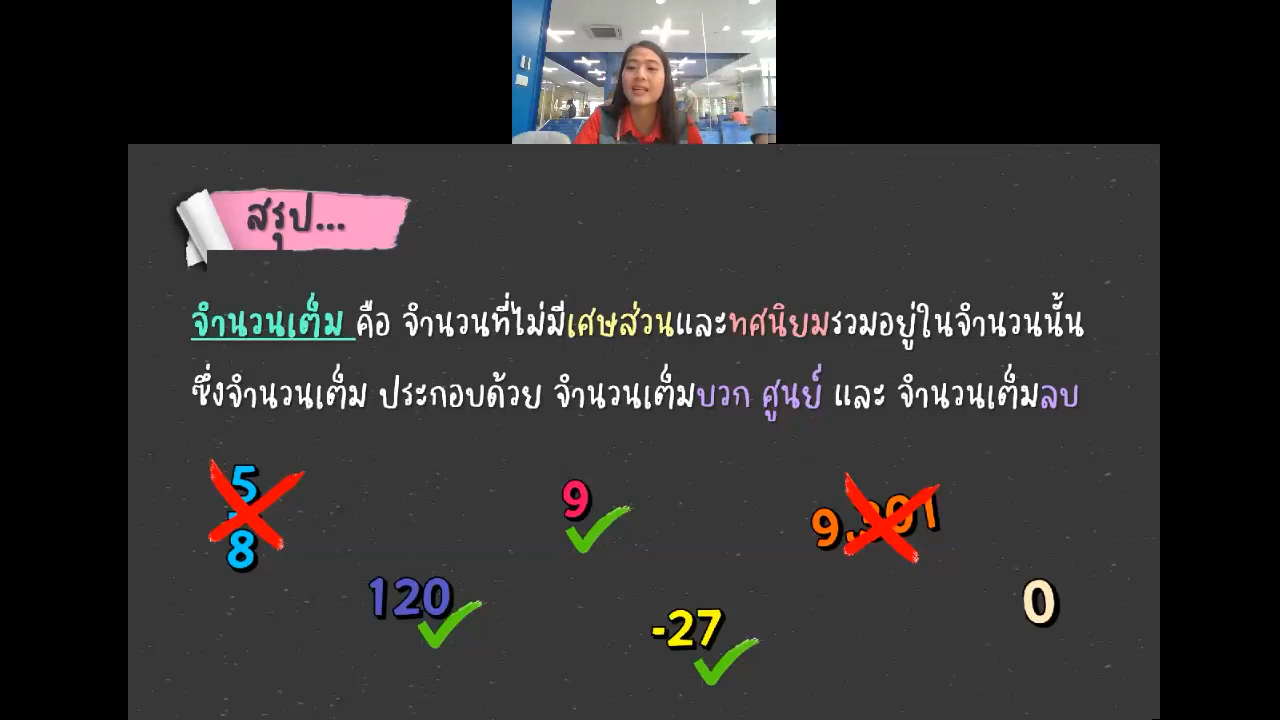 สรุป...
จำนวนเต็ม คือ จำนวนที่ไม่มีเศษส่วนและทศนิยมรวมอยู่ในจำนวนนั้น
ซึ่งจำนวนเต็ม ประกอบด้วย จำนวนเต็มบวก ศูนย์ และ จำนวนเต็มลบ
5
8
9
9.301
120
-27
0